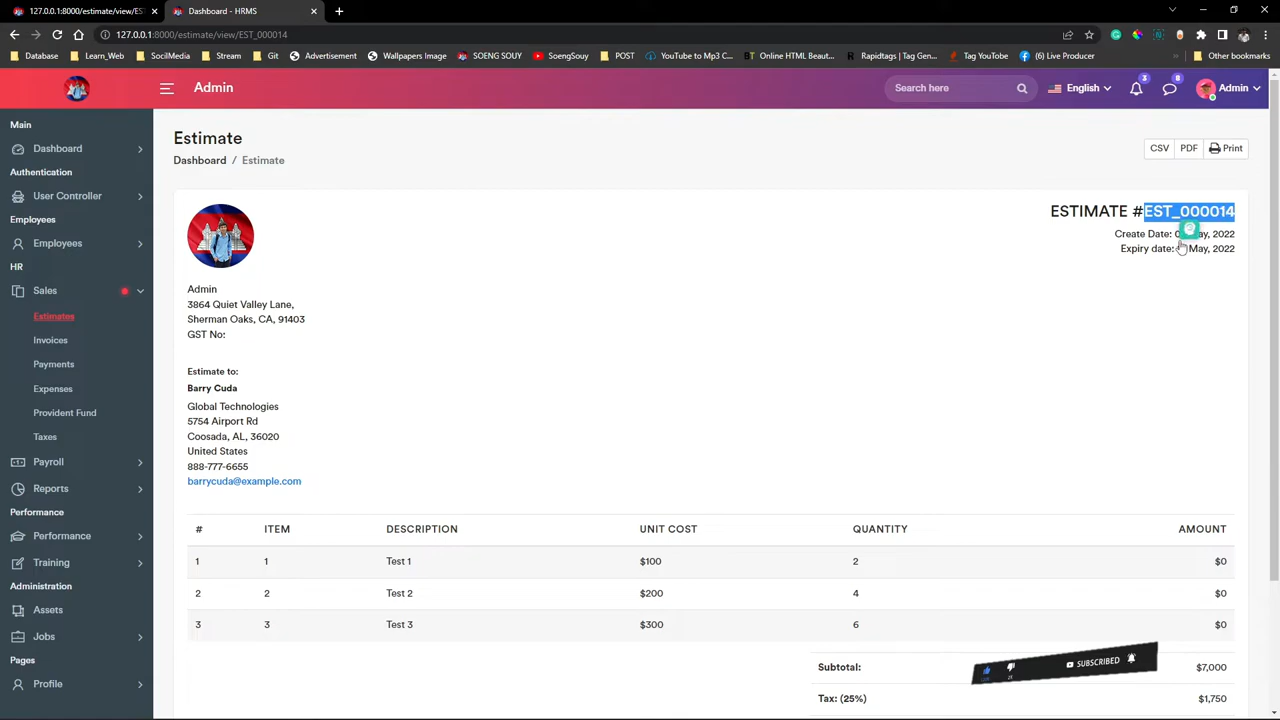 127.0.0.1:8000/estimate/view/EST
Dashboard - HRMS
127.0.0.1:8000/estimate/view/EST_000014
Database
Learn_Web
SocilMedia
Stream
Git
Advertisement
Wallpapers Image
SOENG SOUY
SoengSouy
POST
YouTube to Mp3 C...
Online HTML Beaut...
Rapidtags Tag Gen...
Tag YouTube
(6) Live Producer
Other bookmarks
Admin
Search here
English
3
8
Admin
Main
Dashboard
Authentication
User Controller
Employees
Employees
HR
Sales
Estimates
Invoices
Payments
Expenses
Provident Fund
Taxes
Payroll
Reports
Performance
Performance
Training
Administration
Assets
Jobs
Pages
Profile
Estimate
Dashboard / Estimate
CSV PDF Print
ESTIMATE #EST_000014
Create Date: May, 2022
Expiry date: May, 2022
Admin
3864 Quiet Valley Lane,
Sherman Oaks, CA, 91403
GST No:
Estimate to:
Barry Cuda
Global Technologies
5754 Airport Rd
Coosada, AL, 36020
United States
888-777-6655
barrycuda@example.com
# ITEM DESCRIPTION UNIT COST QUANTITY AMOUNT
1 1 Test 1 $100 2 $0
2 2 Test 2 $200 4 $0
3 3 Test 3 $300 6 $0
Subtotal: $7,000
SUBSCRIBED
Tax: (25%) $1,750